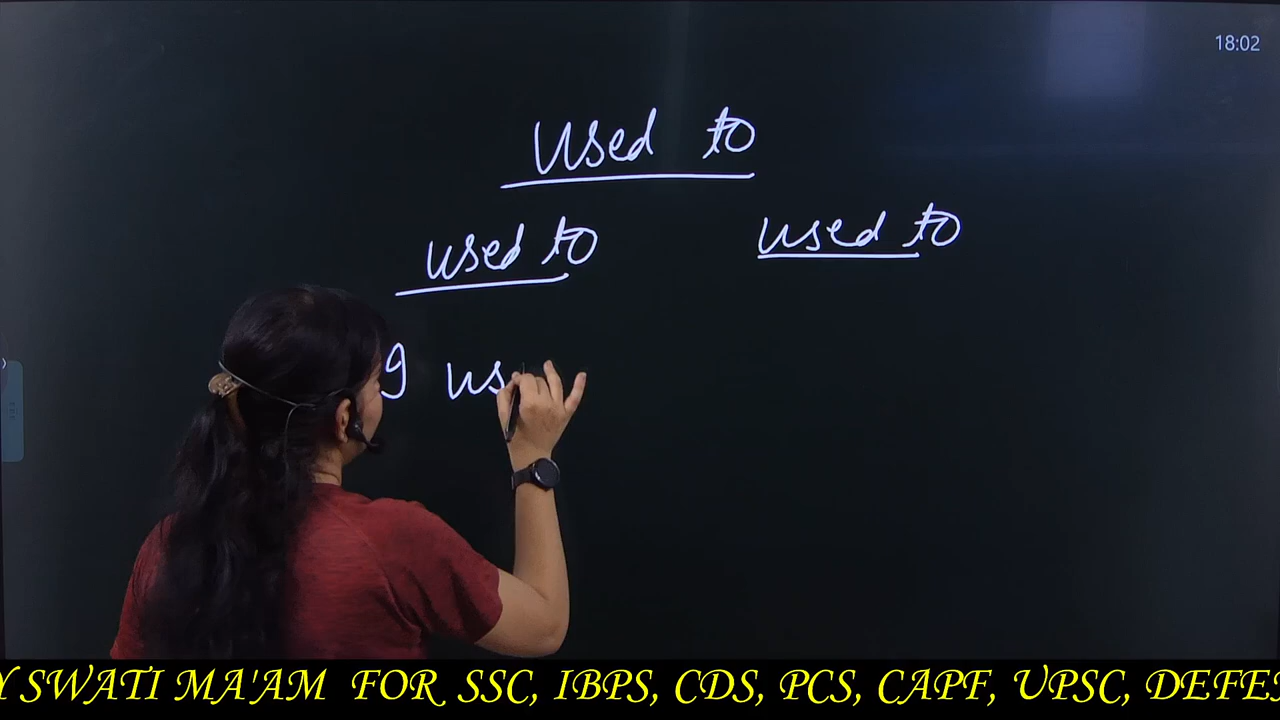 18:02
used to
used to used to
I us
Y SWATI MA'AM FOR SSC, IBPS, CDS, PCS, CAPF, UPSC, DEFE